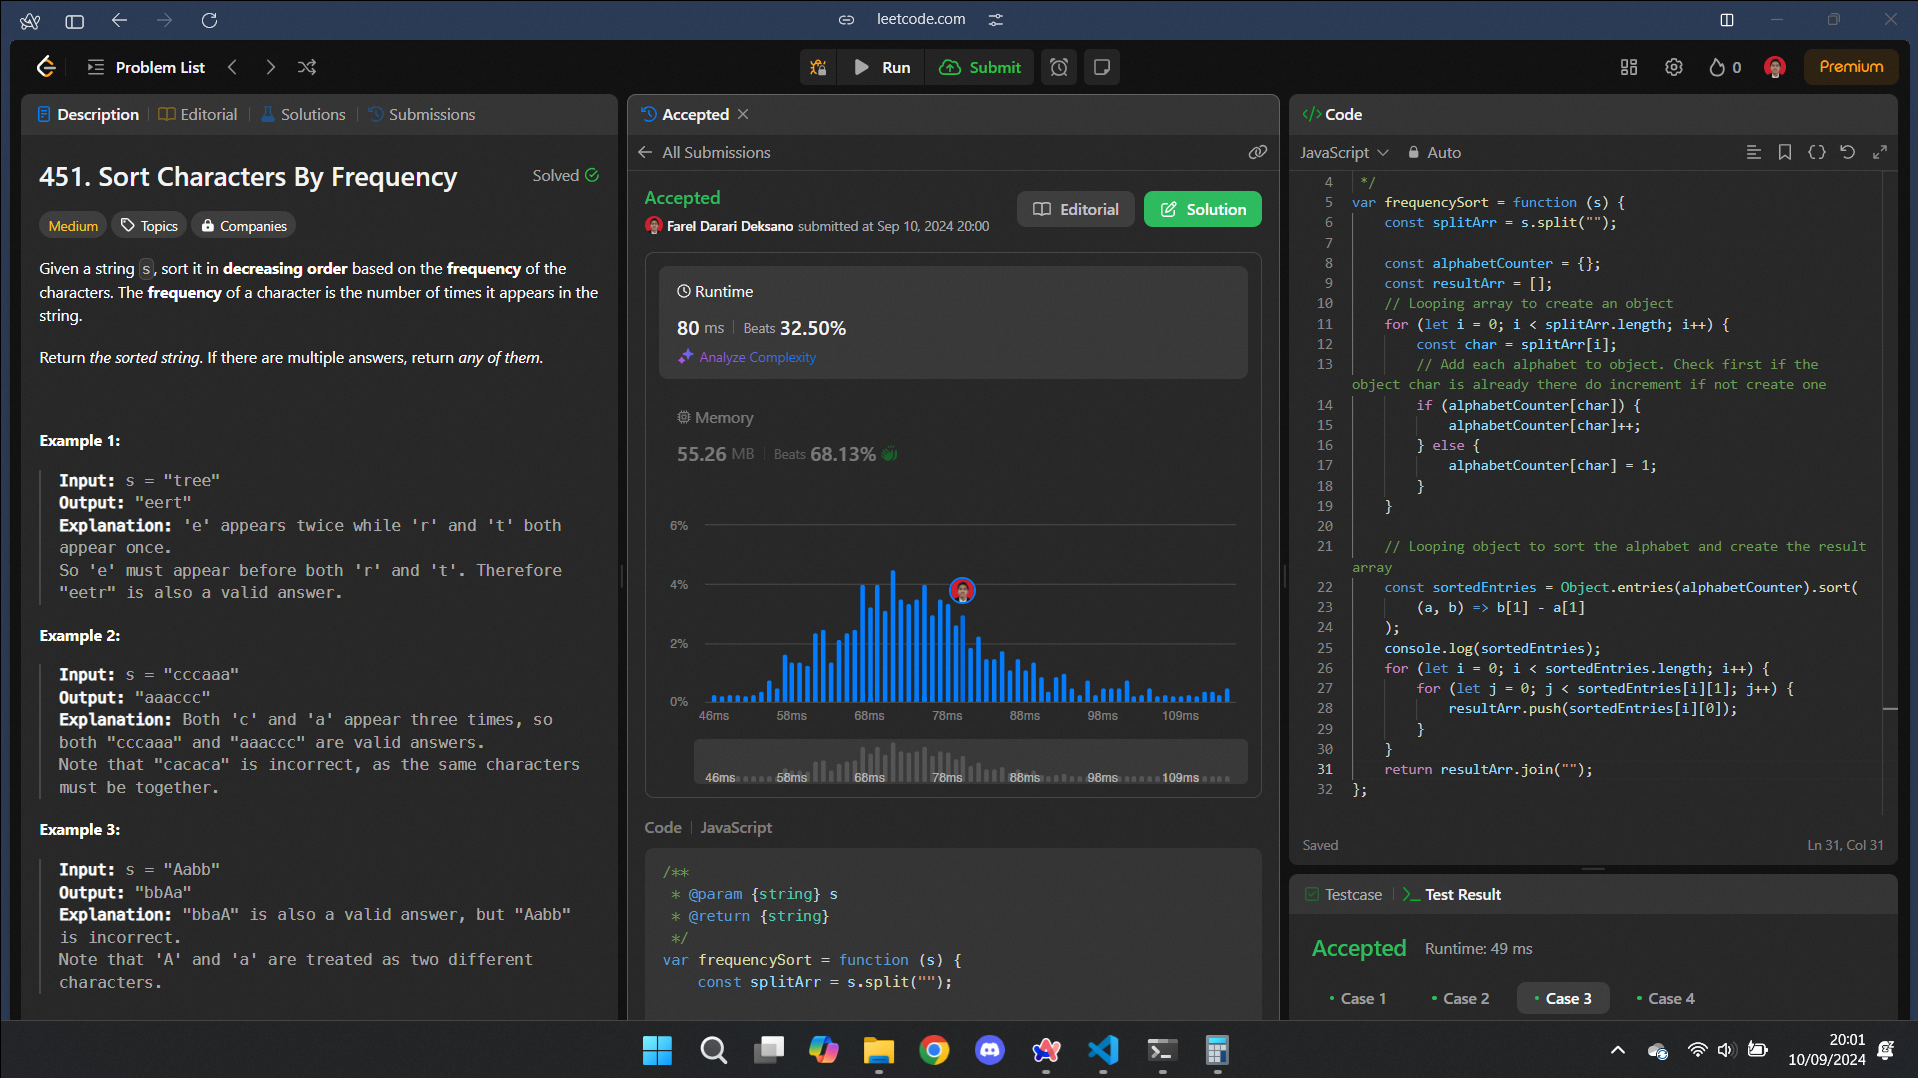 leetcode.com
Problem List
Run
Submit
0
Premium
Description
Editorial
Solutions
Submissions
451. Sort Characters By Frequency
Solved
Medium
Topics
Companies
Given a string s, sort it in decreasing order based on the frequency of the
characters. The frequency of a character is the number of times it appears in the
string.
Return the sorted string. If there are multiple answers, return any of them.
Example 1:
Input: s = "tree"
Output: "eert"
Explanation: 'e' appears twice while 'r' and 't' both
appear once.
So 'e' must appear before both 'r' and 't'. Therefore
"eetr" is also a valid answer.
Example 2:
Input: s = "cccaaa"
Output: "aaaccc"
Explanation: Both 'c' and 'a' appear three times, so
both "cccaaa" and "aaaccc" are valid answers.
Note that "cacaca" is incorrect, as the same characters
must be together.
Example 3:
Input: s = "Aabb"
Output: "bbAa"
Explanation: "bbaA" is also a valid answer, but "Aabb"
is incorrect.
Note that 'A' and 'a' are treated as two different
characters.
Accepted
All Submissions
Accepted
Farel Darari Deksano submitted at Sep 10, 2024 20:00
Editorial
Solution
Runtime
80 ms | Beats 32.50%
Analyze Complexity
Memory
55.26 MB | Beats 68.13%
6%
4%
2%
0%
46ms 58ms 68ms 78ms 88ms 98ms 109ms
46ms 58ms 68ms 78ms 88ms 98ms 109ms
Code | JavaScript
/**
 * @param {string} s
 * @return {string}
 */
var frequencySort = function (s) {
    const splitArr = s.split("");
</> Code
JavaScript
Auto
4 */
5 var frequencySort = function (s) {
6     const splitArr = s.split("");
7
8     const alphabetCounter = {};
9     const resultArr = [];
10     // Looping array to create an object
11     for (let i = 0; i < splitArr.length; i++) {
12         const char = splitArr[i];
13         // Add each alphabet to object. Check first if the
object char is already there do increment if not create one
14         if (alphabetCounter[char]) {
15             alphabetCounter[char]++;
16         } else {
17             alphabetCounter[char] = 1;
18         }
19     }
20
21     // Looping object to sort the alphabet and create the result
array
22     const sortedEntries = Object.entries(alphabetCounter).sort(
23         (a, b) => b[1] - a[1]
24     );
25     console.log(sortedEntries);
26     for (let i = 0; i < sortedEntries.length; i++) {
27         for (let j = 0; j < sortedEntries[i][1]; j++) {
28             resultArr.push(sortedEntries[i][0]);
29         }
30     }
31     return resultArr.join("");
32 };
Saved
Ln 31, Col 31
Testcase
Test Result
Accepted
Runtime: 49 ms
Case 1
Case 2
Case 3
Case 4
20:01
10/09/2024